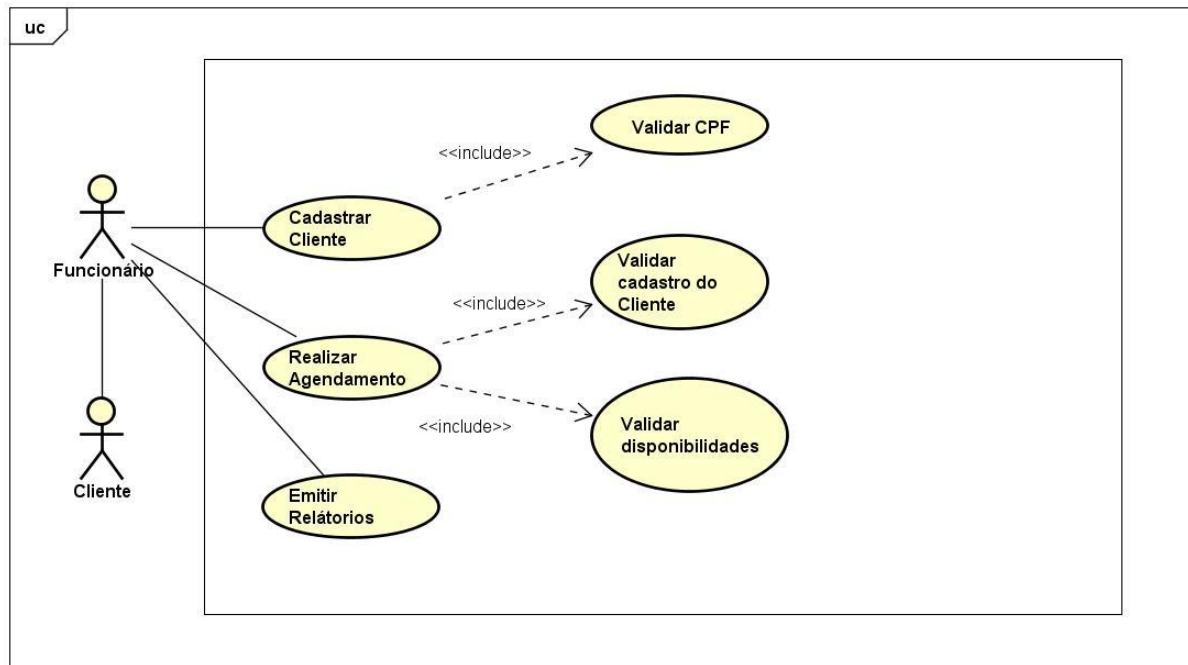 uc
Validar CPF
<<include>>
Cadastrar
Cliente
Funcionário
Validar
cadastro do
Cliente
<<include>>
Realizar
Agendamento
<<include>>
Validar
disponibilidades
Cliente
Emitir
Relátorios